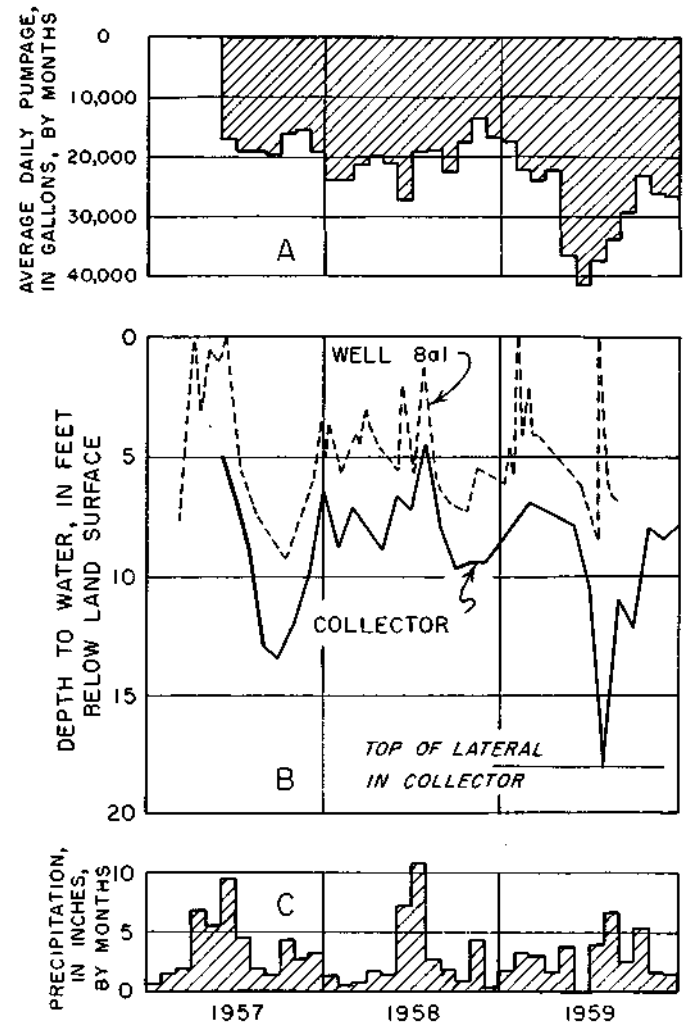 AVERAGE DAILY PUMPAGE,
IN GALLONS, BY MONTHS
0
10,000
20,000
30,000
40,000
A
DEPTH TO WATER, IN FEET
BELOW LAND SURFACE
0
5
10
15
20
WELL 8a1
COLLECTOR
TOP OF LATERAL
IN COLLECTOR
B
PRECIPITATION,
IN INCHES,
BY MONTHS
10
5
0
C
1957 1958 1959